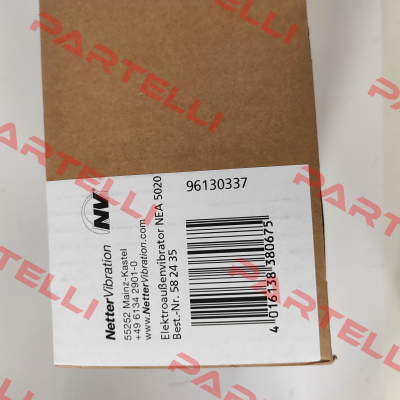 NV
NetterVibration
55252 Mainz-Kastel
+49 6134 2901-0
www.NetterVibration.com
Elektroaußenvibrator NEA 5020
Best.-Nr. 58 24 35
96130337
4 016138 380675
PARTELLI
PARTELLI
PARTELLI
PARTELLI
PARTELLI